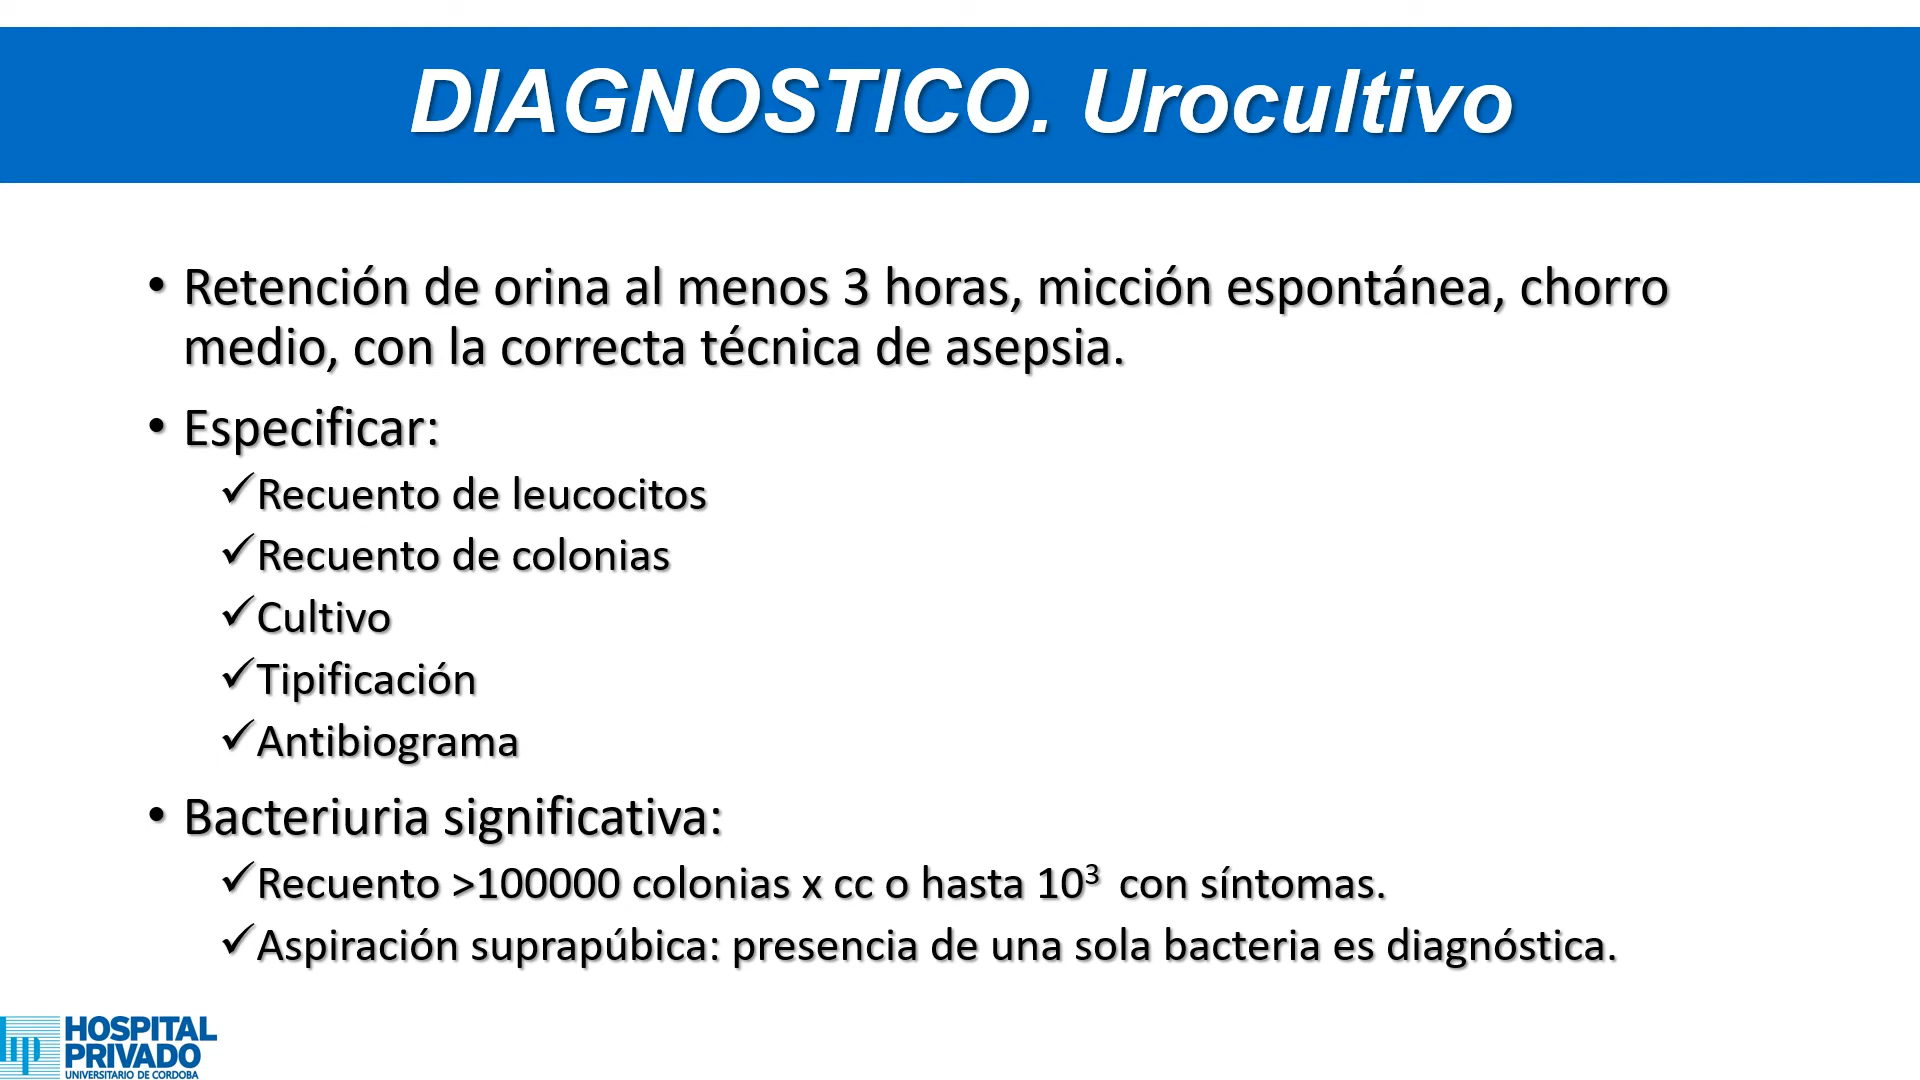 DIAGNOSTICO. Urocultivo
• Retención de orina al menos 3 horas, micción espontánea, chorro
medio, con la correcta técnica de asepsia.
• Especificar:
✓Recuento de leucocitos
✓Recuento de colonias
✓Cultivo
✓Tipificación
✓Antibiograma
• Bacteriuria significativa:
✓Recuento >100000 colonias x cc o hasta 10³ con síntomas.
✓Aspiración suprapúbica: presencia de una sola bacteria es diagnóstica.
hp
HOSPITAL
PRIVADO
UNIVERSITARIO DE CORDOBA